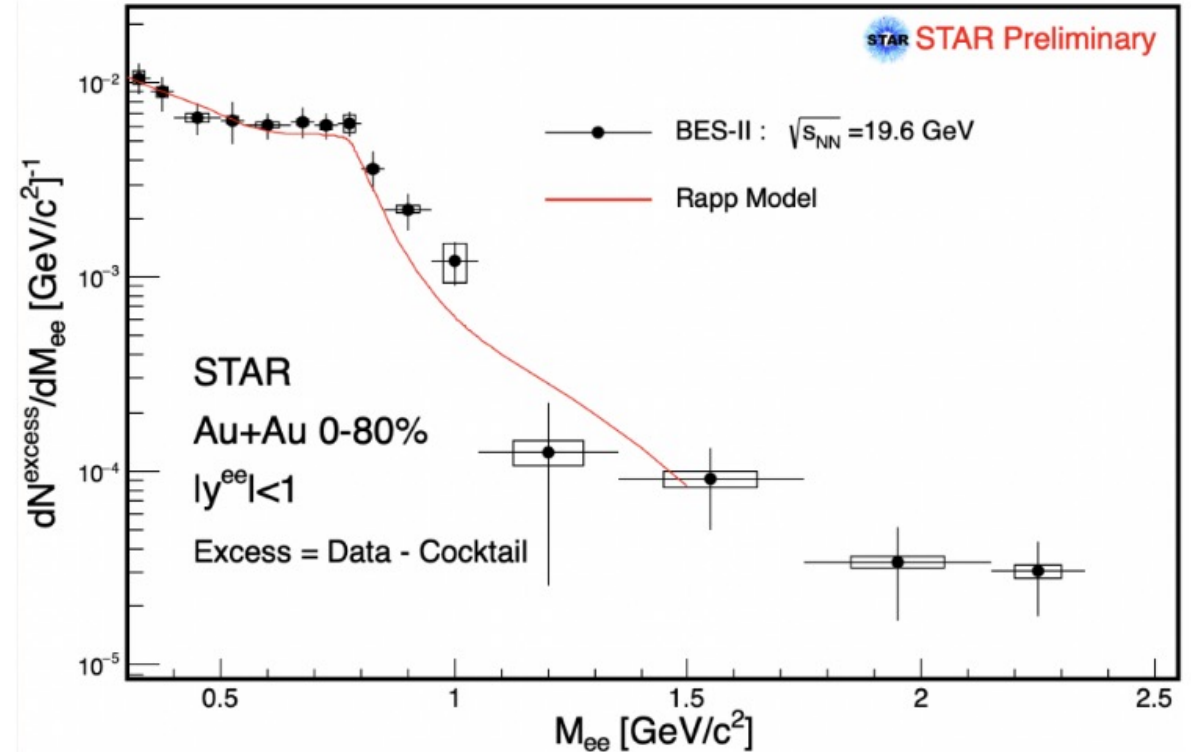 STAR STAR Preliminary
BES-II : √s_NN =19.6 GeV
Rapp Model
STAR
Au+Au 0-80%
|y^ee|<1
Excess = Data - Cocktail
dN^excess/dM_ee [GeV/c^2]^-1
10^−2
10^−3
10^−4
10^−5
0.5 1 1.5 2 2.5
M_ee [GeV/c^2]